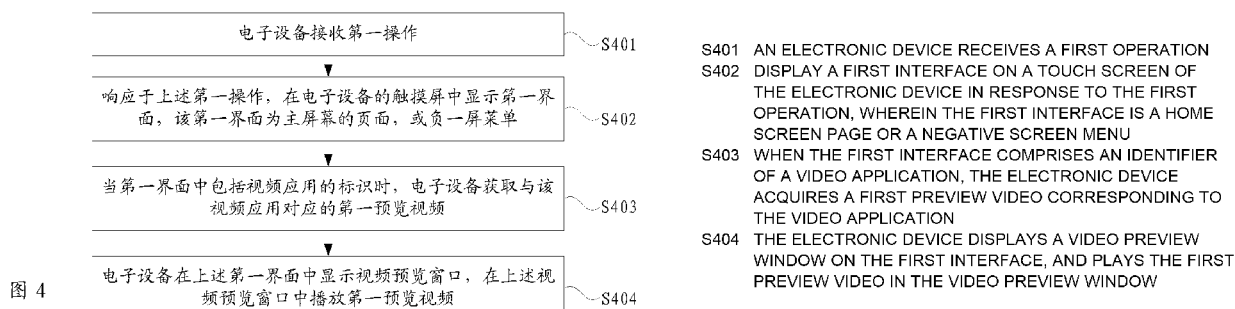 电子设备接收第一操作
S401
响应于上述第一操作，在电子设备的触摸屏中显示第一界
面，该第一界面为主屏幕的页面，或负一屏菜单
S402
当第一界面中包括视频应用的标识时，电子设备获取与该
视频应用对应的第一预览视频
S403
电子设备在上述第一界面中显示视频预览窗口，在上述视
频预览窗口中播放第一预览视频
S404
图 4
S401 AN ELECTRONIC DEVICE RECEIVES A FIRST OPERATION
S402 DISPLAY A FIRST INTERFACE ON A TOUCH SCREEN OF
THE ELECTRONIC DEVICE IN RESPONSE TO THE FIRST
OPERATION, WHEREIN THE FIRST INTERFACE IS A HOME
SCREEN PAGE OR A NEGATIVE SCREEN MENU
S403 WHEN THE FIRST INTERFACE COMPRISES AN IDENTIFIER
OF A VIDEO APPLICATION, THE ELECTRONIC DEVICE
ACQUIRES A FIRST PREVIEW VIDEO CORRESPONDING TO
THE VIDEO APPLICATION
S404 THE ELECTRONIC DEVICE DISPLAYS A VIDEO PREVIEW
WINDOW ON THE FIRST INTERFACE, AND PLAYS THE FIRST
PREVIEW VIDEO IN THE VIDEO PREVIEW WINDOW